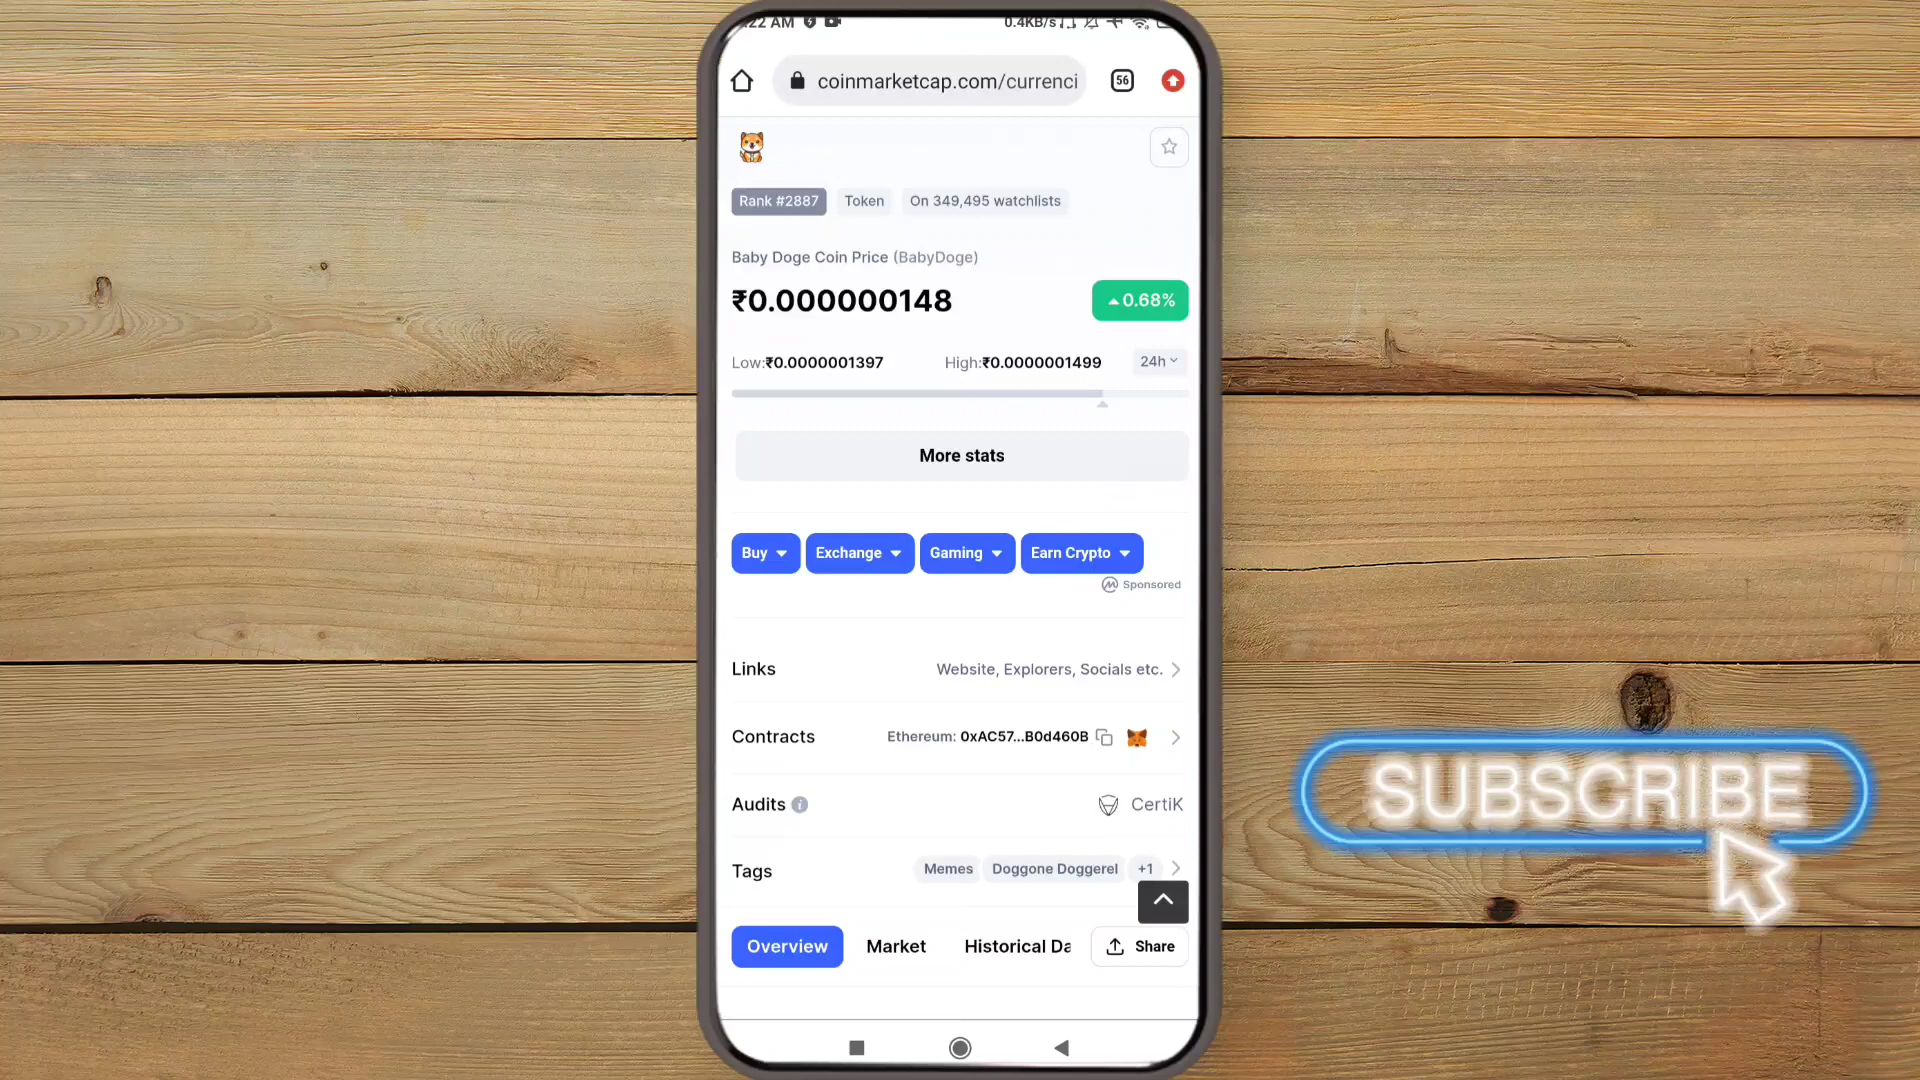 :22 AM 0.4KB/s
coinmarketcap.com/currenci 56
Rank #2887 Token On 349,495 watchlists
Baby Doge Coin Price (BabyDoge)
₹0.000000148 0.68%
Low:₹0.0000001397 High:₹0.0000001499 24h
More stats
Buy Exchange Gaming Earn Crypto
Sponsored
Links Website, Explorers, Socials etc.
Contracts Ethereum: 0xAC57...B0d460B
Audits CertiK
Tags Memes Doggone Doggerel +1
Overview Market Historical Da Share
SUBSCRIBE